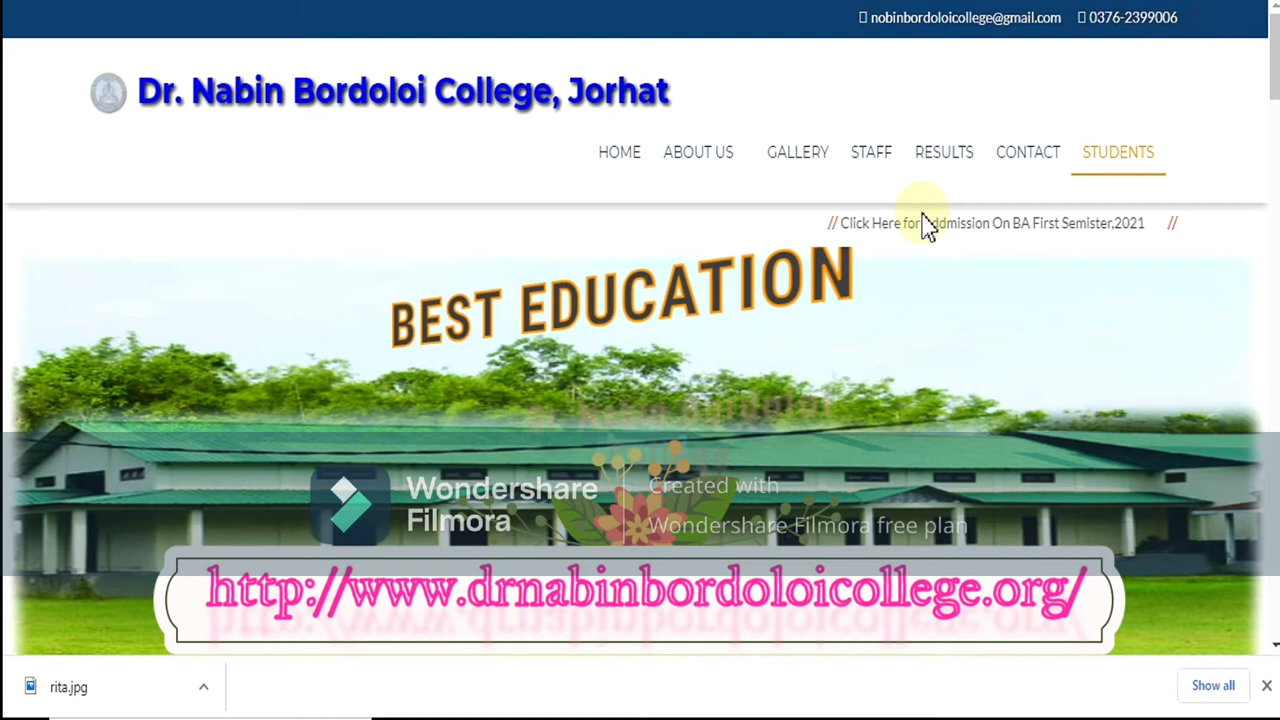 nobinbordoloicollege@gmail.com 0376-2399006
Dr. Nabin Bordoloi College, Jorhat
HOME ABOUT US GALLERY STAFF RESULTS CONTACT STUDENTS
// Click Here for ddmission On BA First Semister,2021 //
BEST EDUCATION
Wondershare
Filmora
Created with
Wondershare Filmora free plan
http://www.drnabinbordoloicollege.org/
rita.jpg
Show all